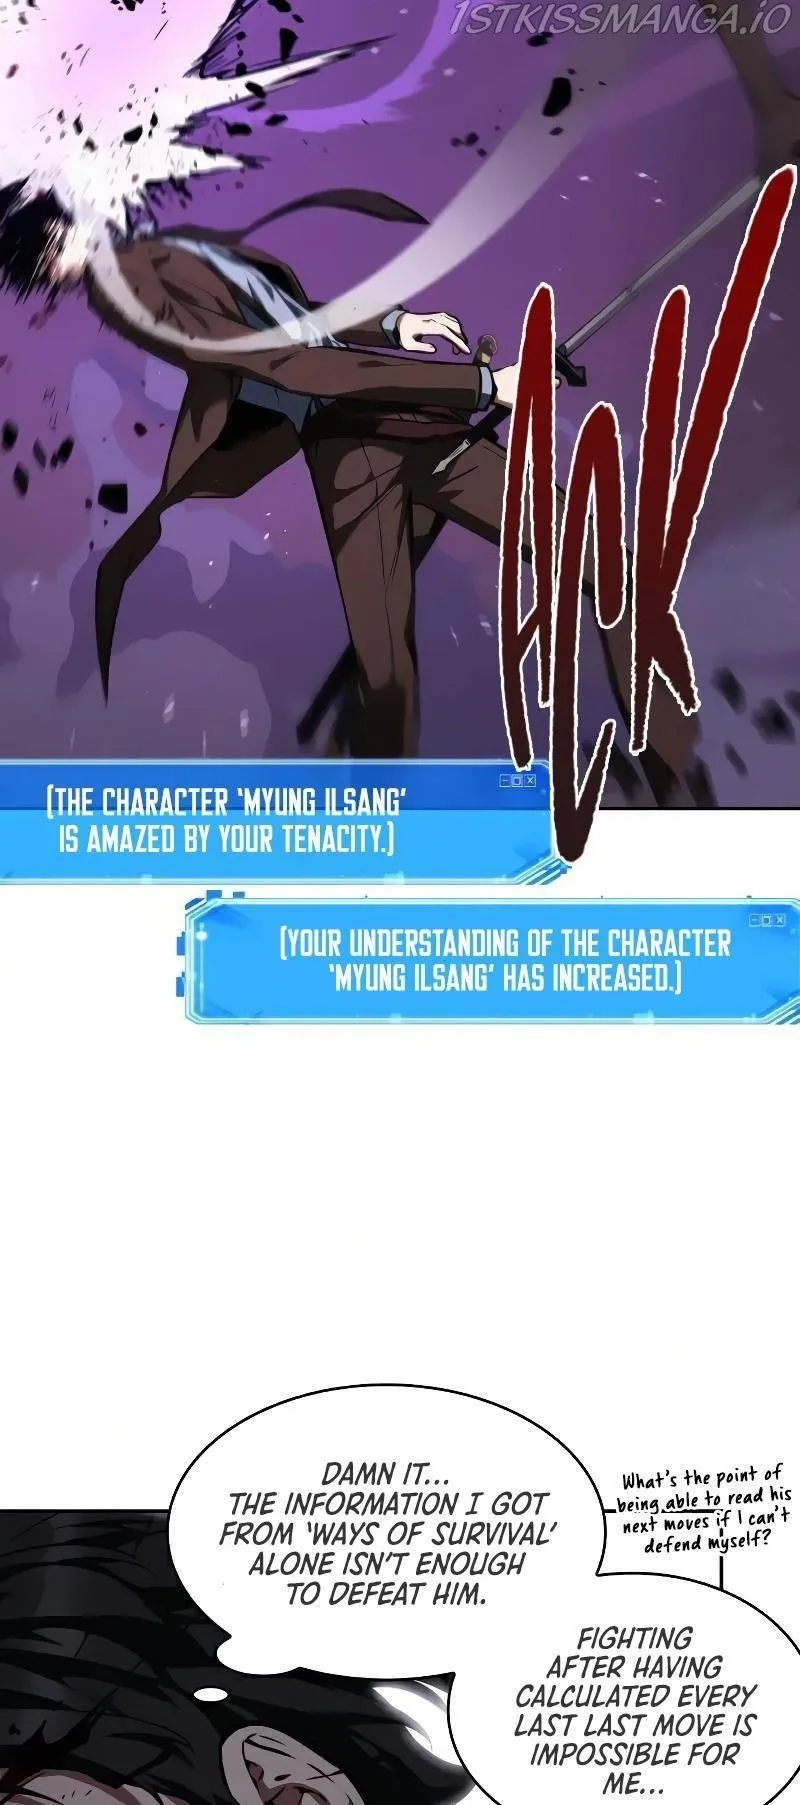 1STKISSMANGA.IO
ACK
[THE CHARACTER 'MYUNG ILSANG'
IS AMAZED BY YOUR TENACITY.]
[YOUR UNDERSTANDING OF THE CHARACTER
'MYUNG ILSANG' HAS INCREASED.]
DAMN IT...
THE INFORMATION I GOT
FROM 'WAYS OF SURVIVAL'
ALONE ISN'T ENOUGH
TO DEFEAT HIM.
What's the point of
being able to read his
next moves if I can't
defend myself?
FIGHTING
AFTER HAVING
CALCULATED EVERY
LAST LAST MOVE IS
IMPOSSIBLE FOR
ME...